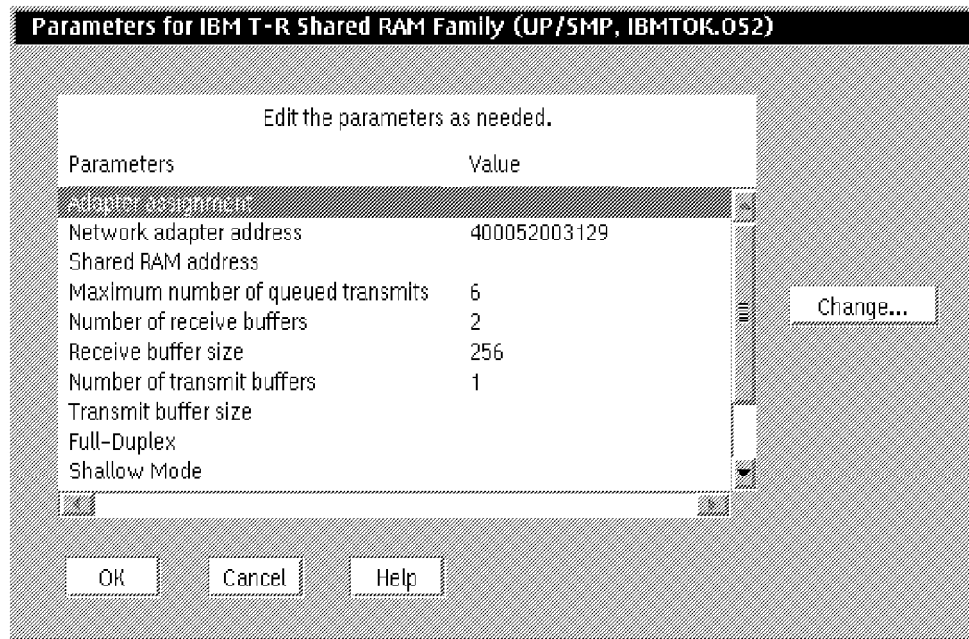 Parameters for IBM T-R Shared RAM Family (UP/SMP, IBMTOK.OS2)
Edit the parameters as needed.
Parameters Value
Adapter assignment
Network adapter address 400052003129
Shared RAM address
Maximum number of queued transmits 6
Number of receive buffers 2
Receive buffer size 256
Number of transmit buffers 1
Transmit buffer size
Full-Duplex
Shallow Mode
Change...
OK Cancel Help